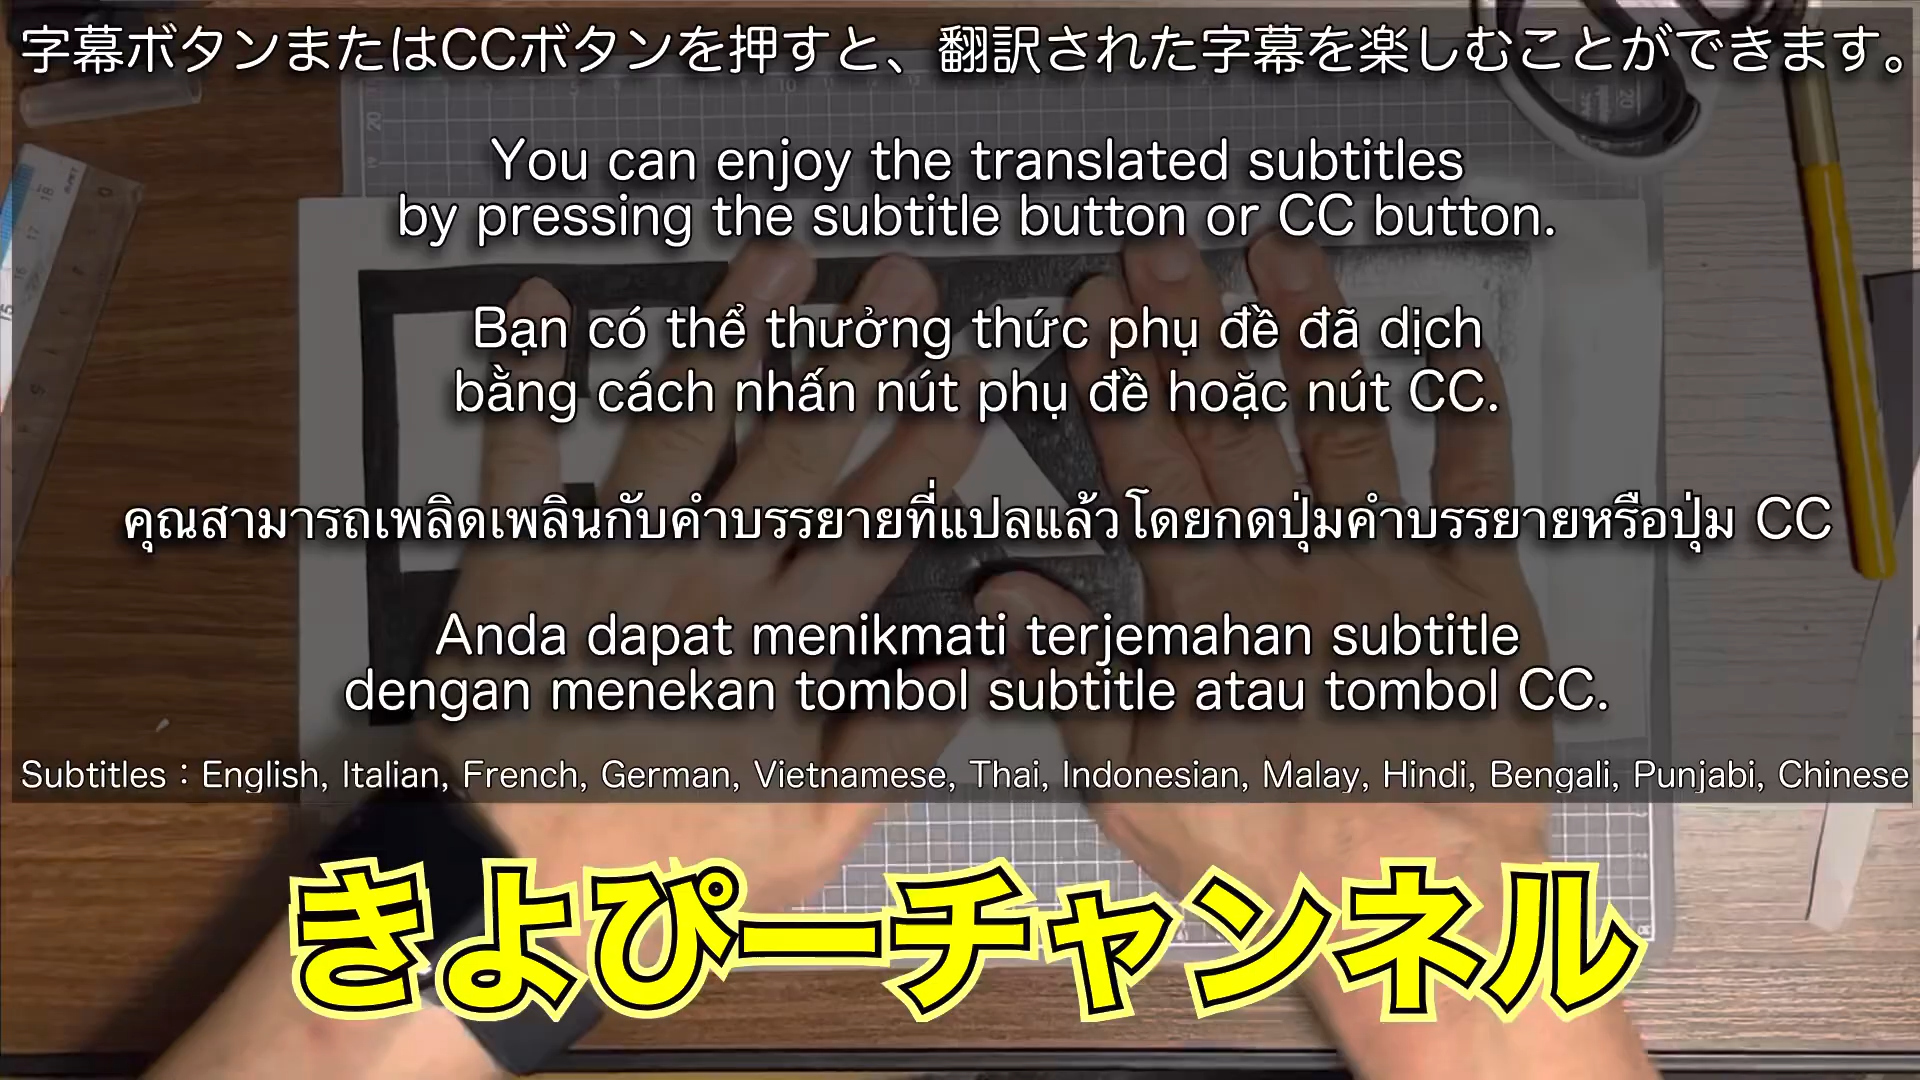 字幕ボタンまたはCCボタンを押すと、翻訳された字幕を楽しむことができます。
You can enjoy the translated subtitles
by pressing the subtitle button or CC button.
Bạn có thể thưởng thức phụ đề đã dịch
bằng cách nhấn nút phụ đề hoặc nút CC.
คุณสามารถเพลิดเพลินกับคำบรรยายที่แปลแล้วโดยกดปุ่มคำบรรยายหรือปุ่ม CC
Anda dapat menikmati terjemahan subtitle
dengan menekan tombol subtitle atau tombol CC.
Subtitles：English, Italian, French, German, Vietnamese, Thai, Indonesian, Malay, Hindi, Bengali, Punjabi, Chinese
きよぴーチャンネル